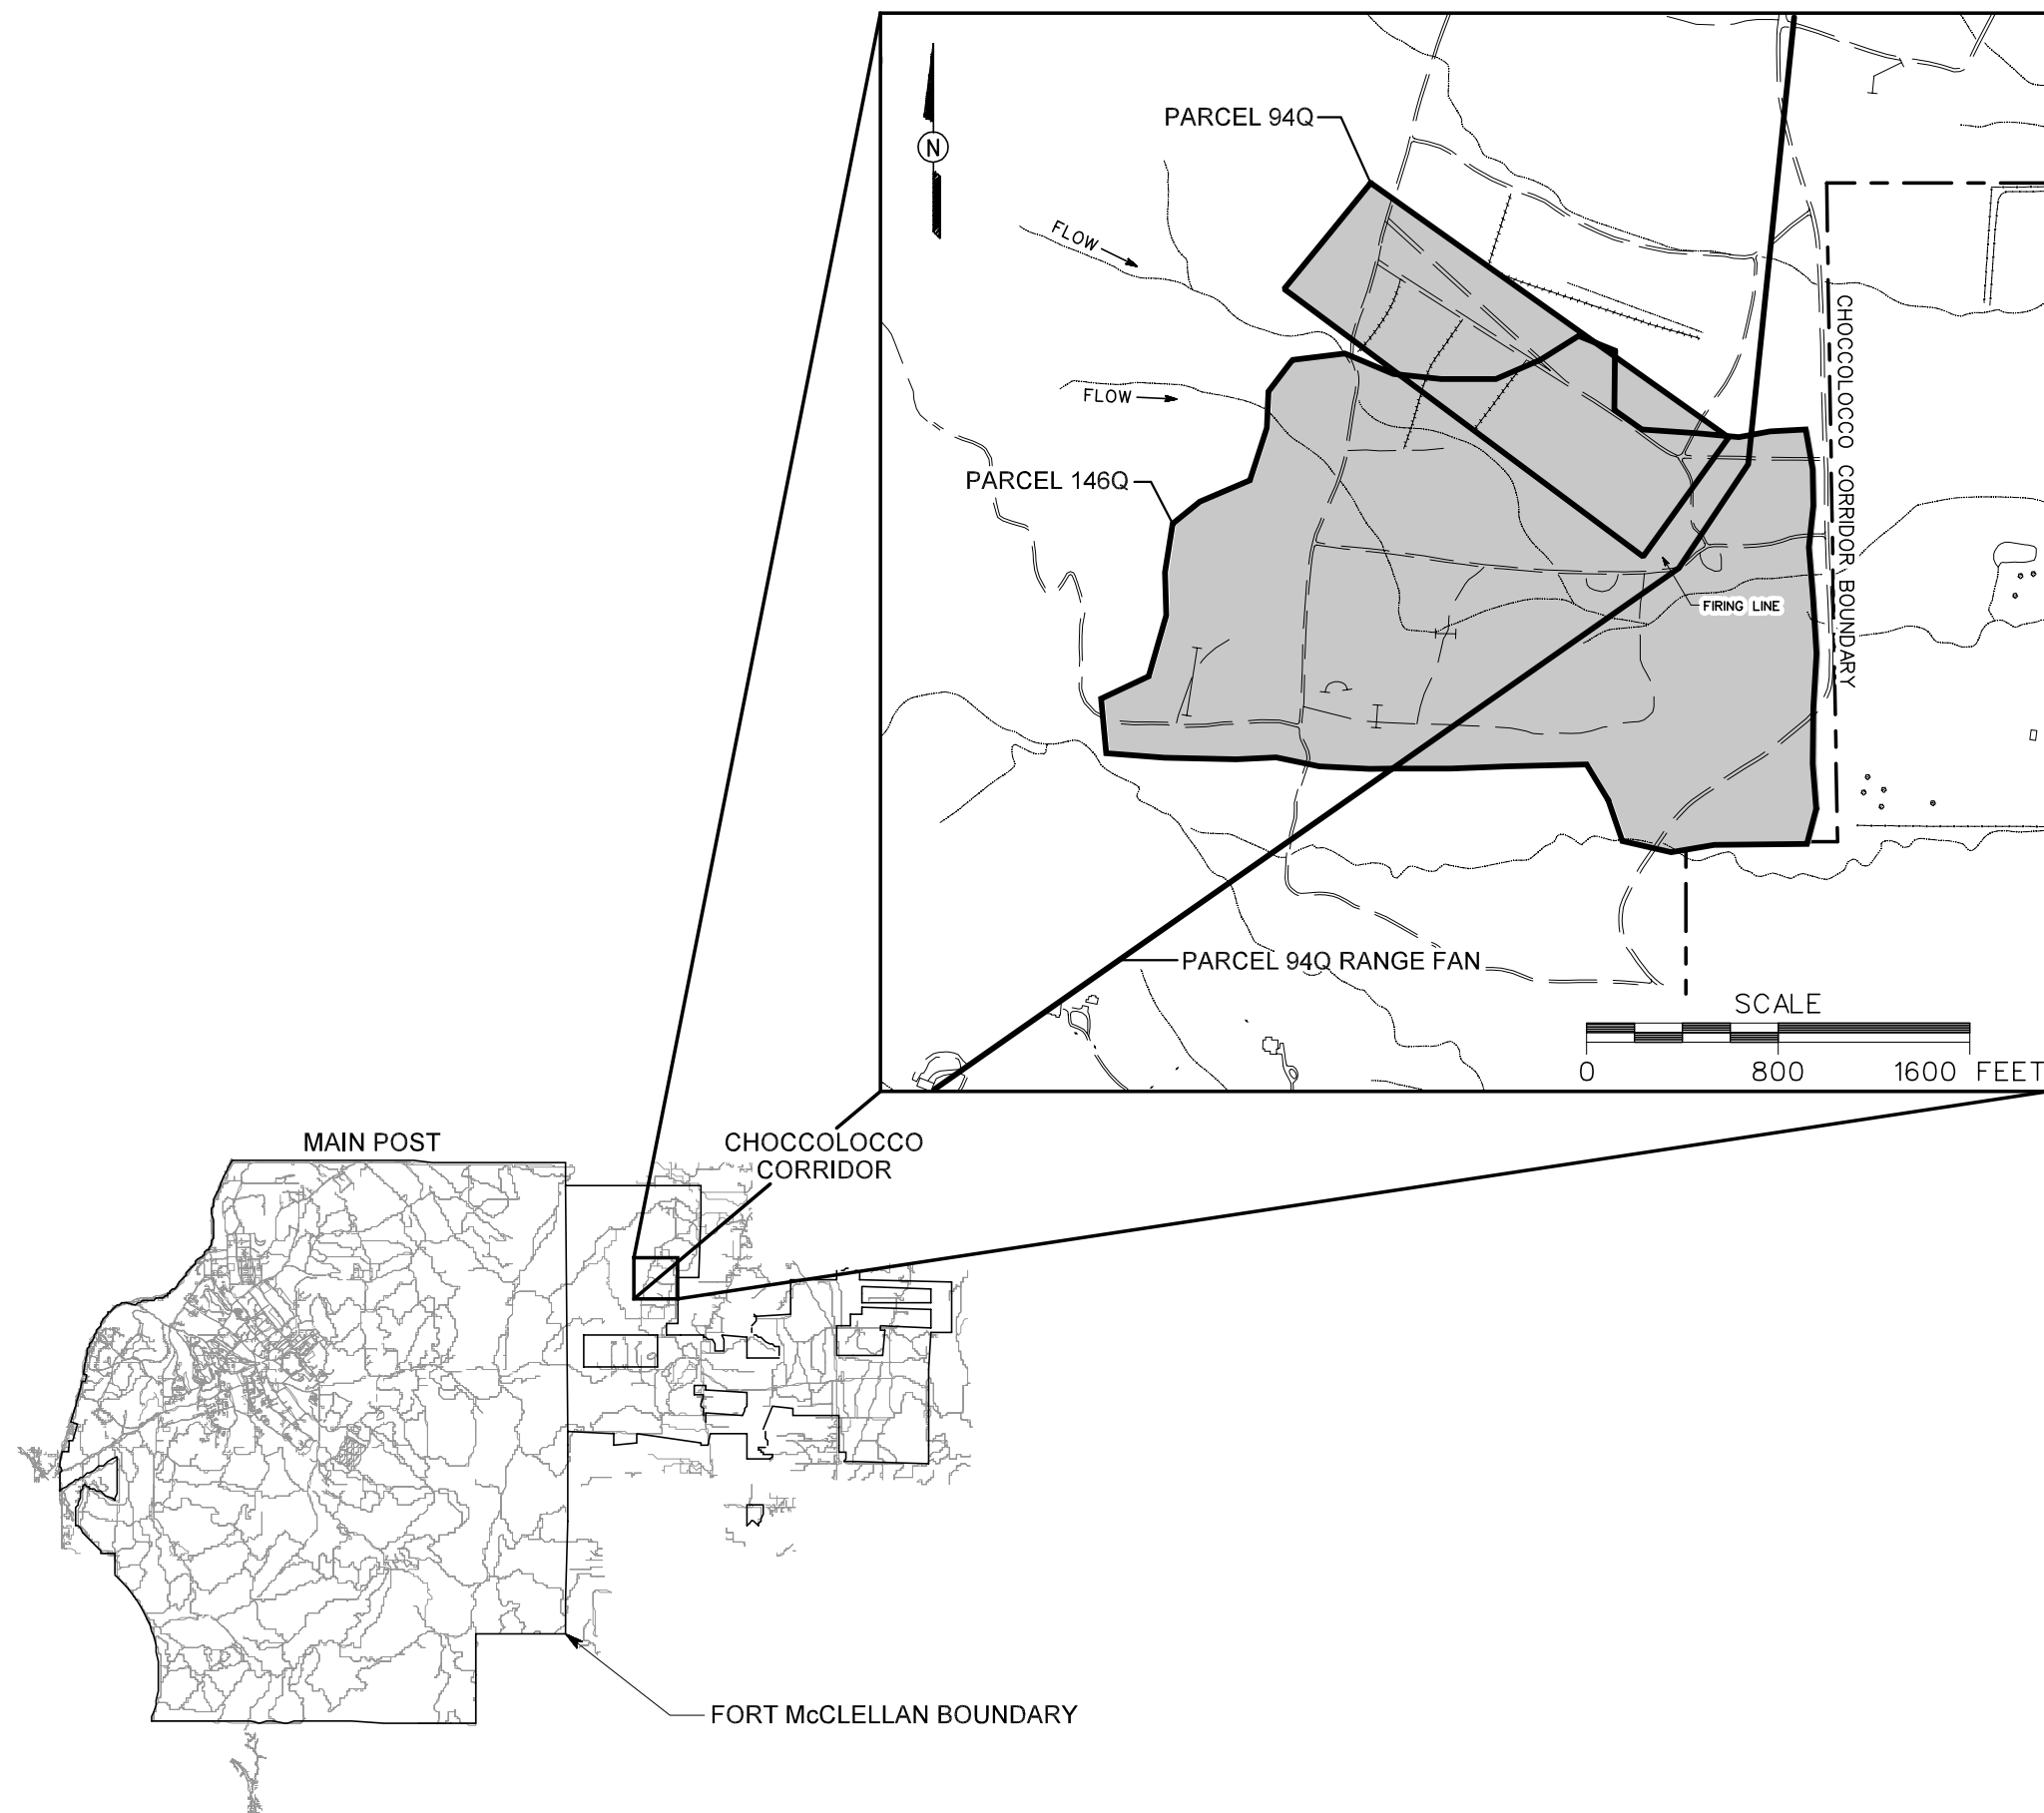 PARCEL 94Q
N
FLOW
FLOW
PARCEL 146Q
CHOCCOLOCCO CORRIDOR BOUNDARY
FIRING LINE
PARCEL 94Q RANGE FAN
SCALE
0 800 1600 FEET
MAIN POST
CHOCCOLOCCO
CORRIDOR
FORT McCLELLAN BOUNDARY